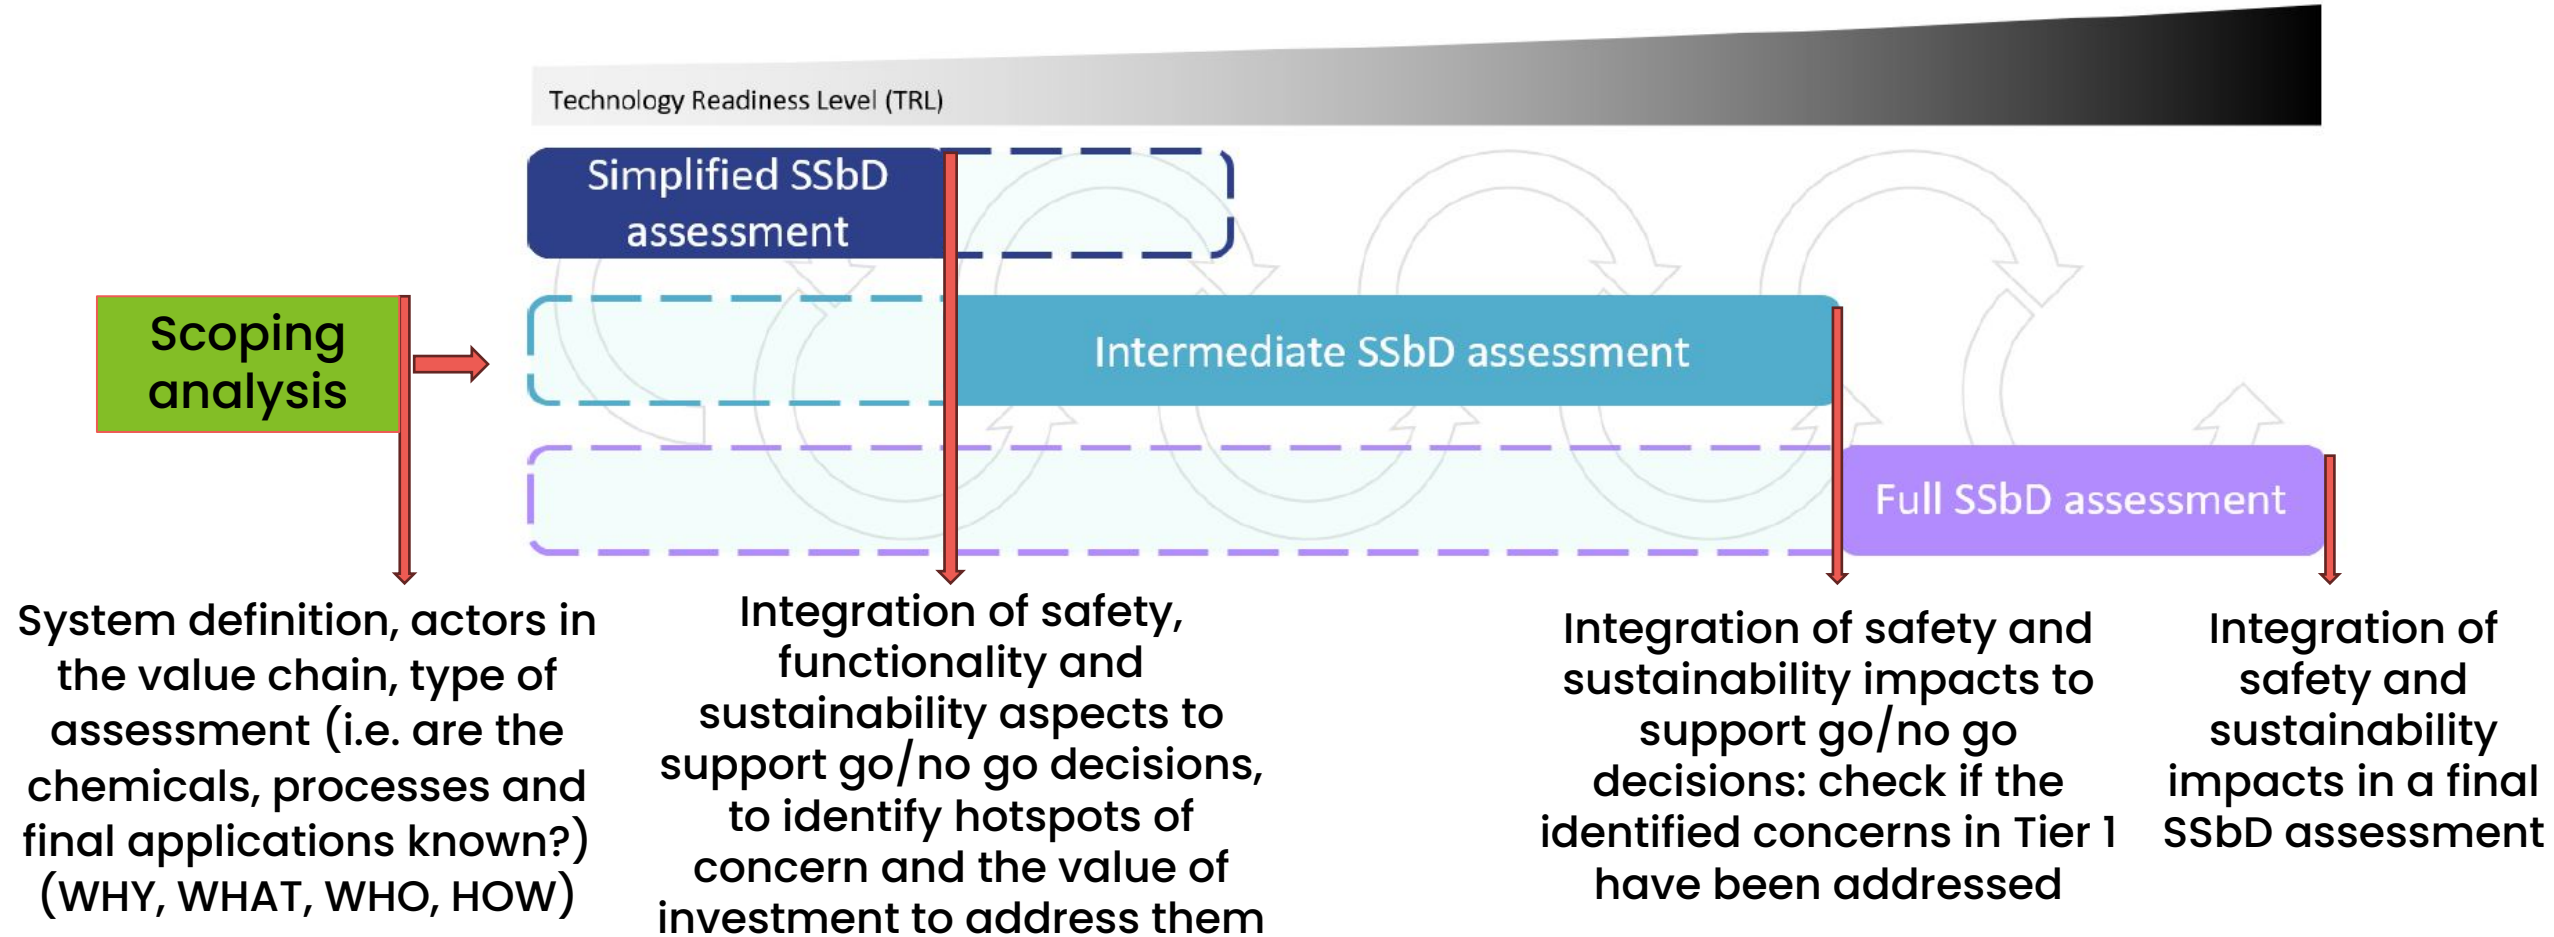 Technology Readiness Level (TRL)
Simplified SSbD
assessment
Scoping
analysis
Intermediate SSbD assessment
Full SSbD assessment
System definition, actors in
the value chain, type of
assessment (i.e. are the
chemicals, processes and
final applications known?)
(WHY, WHAT, WHO, HOW)
Integration of safety,
functionality and
sustainability aspects to
support go/no go decisions,
to identify hotspots of
concern and the value of
investment to address them
Integration of safety and
sustainability impacts to
support go/no go
decisions: check if the
identified concerns in Tier 1
have been addressed
Integration of
safety and
sustainability
impacts in a final
SSbD assessment